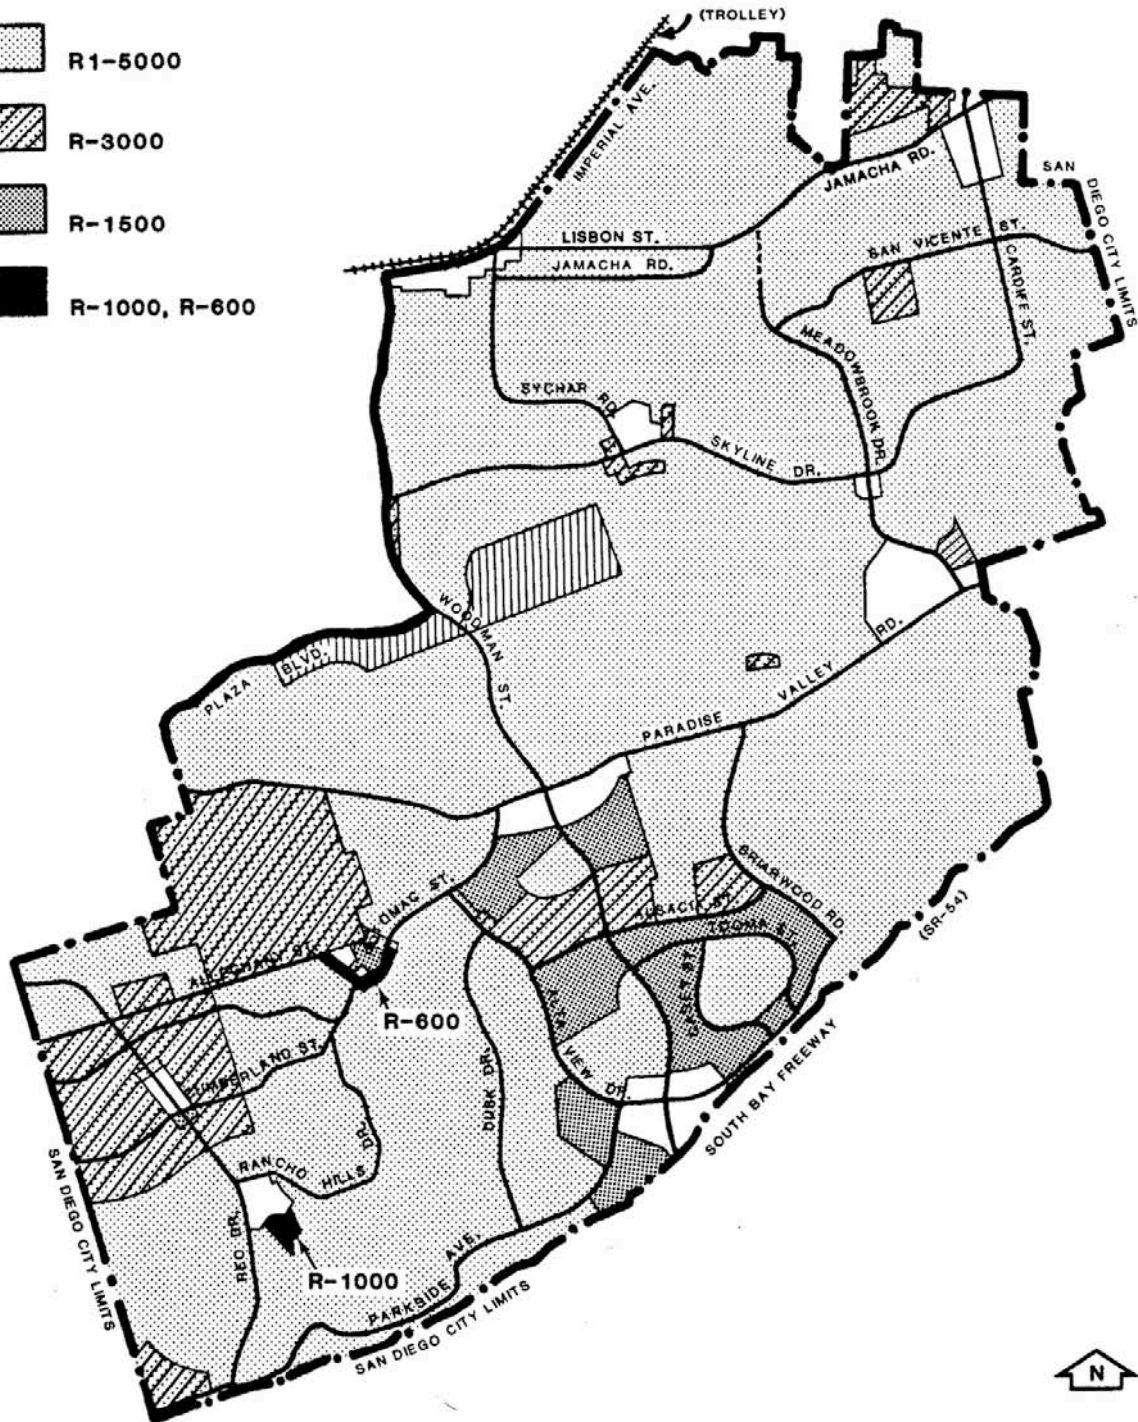 (TROLLEY)
R1-5000
R-3000
R-1500
R-1000, R-600
IMPERIAL AVE.
JAMACHA RD.
SAN
DIEGO CITY LIMITS
LISBON ST.
JAMACHA RD.
SAN VICENTE ST.
CARDIFF ST.
MEADOWBROOK DR.
SYCHAR
RD.
SKYLINE DR.
WOODMAN
ST.
PLAZA BLVD.
PARADISE VALLEY RD.
BRIARWOOD RD.
ALSACIA ST.
(SR-54)
OMAC ST.
ALLEGHANY ST.
R-600
ALTA
VIEW DR.
DUSK DR.
SOUTH BAY FREEWAY
RANCHO HILLS DR.
REO DR.
R-1000
PARKSIDE AVE.
SAN DIEGO CITY LIMITS
SAN DIEGO CITY LIMITS
N